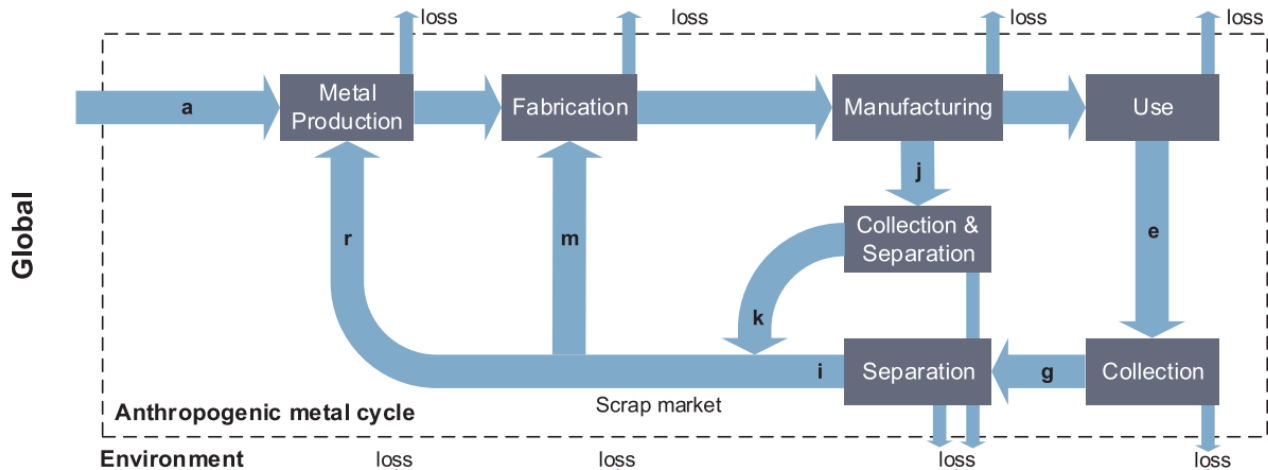 loss
loss
loss
loss
a
Metal
Production
Fabrication
Manufacturing
Use
j
r
m
Collection &
Separation
e
Global
k
i
Separation
g
Collection
Scrap market
Anthropogenic metal cycle
Environment
loss
loss
loss
loss